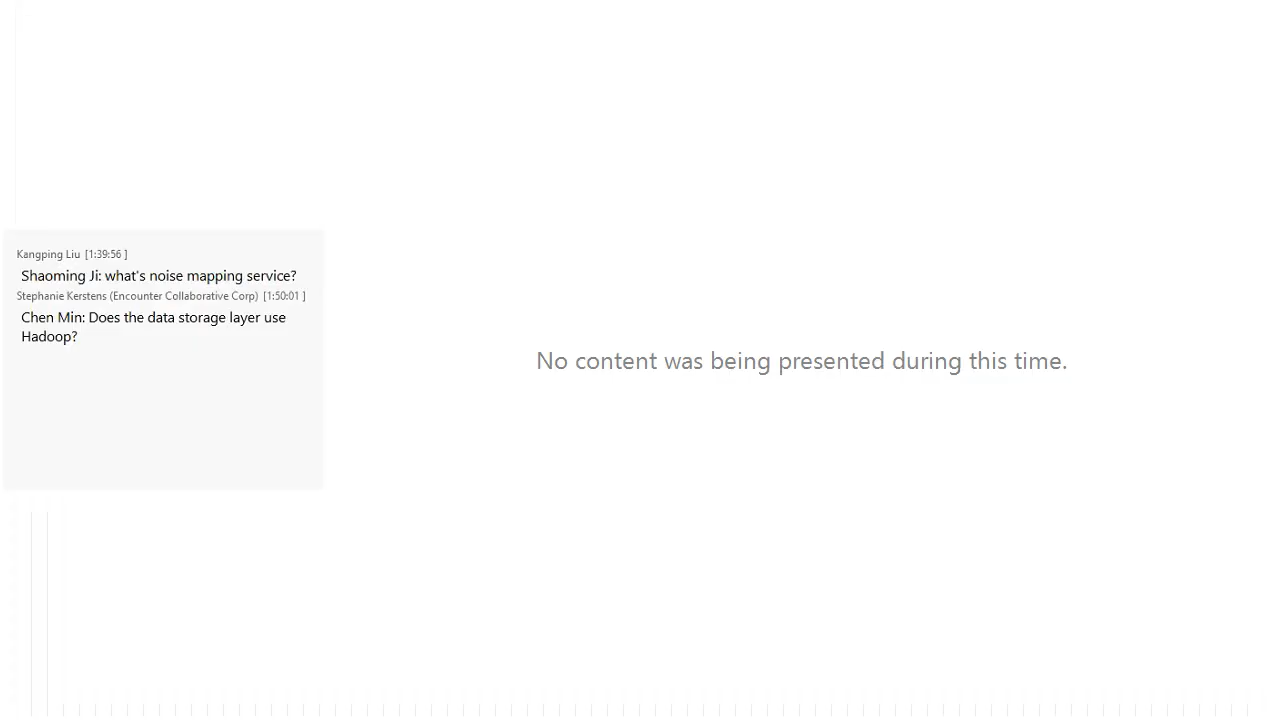 Kangping Liu [1:39:56 ]
Shaoming Ji: what's noise mapping service?
Stephanie Kerstens (Encounter Collaborative Corp) [1:50:01 ]
Chen Min: Does the data storage layer use
Hadoop?
No content was being presented during this time.